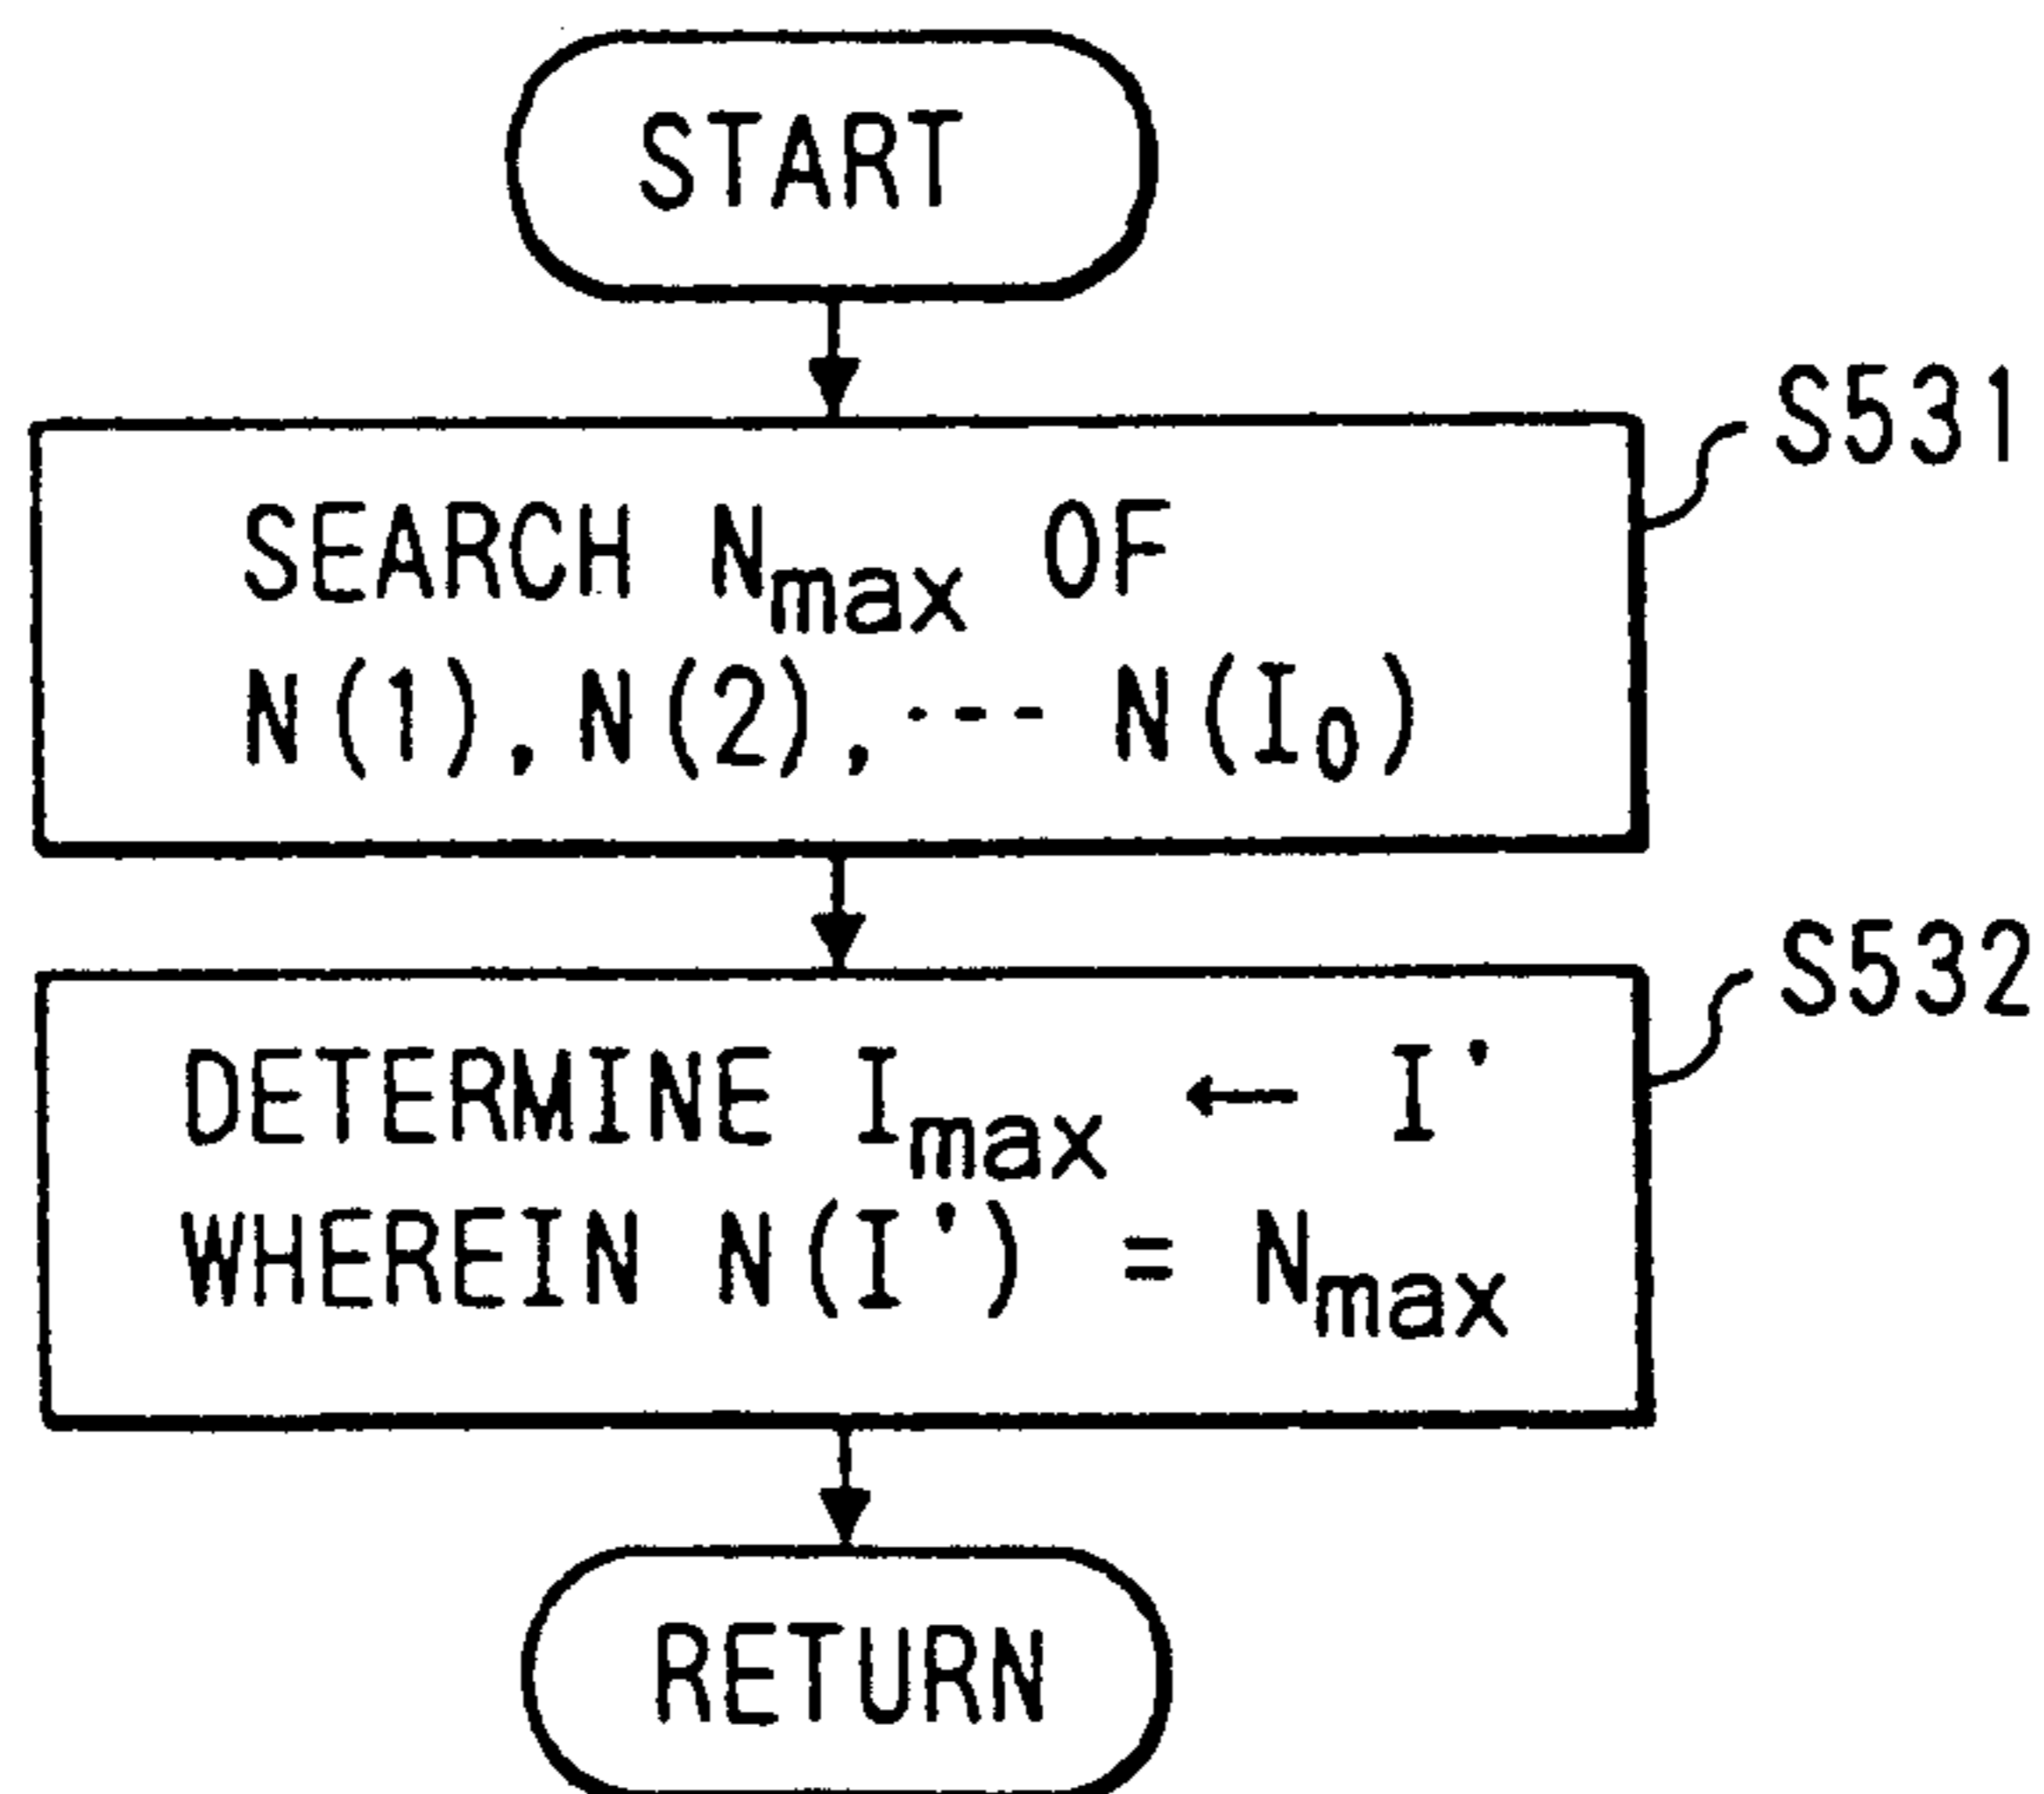 START
S531
SEARCH Nmax OF
N(1),N(2),--- N(I0)
S532
DETERMINE Imax ← I'
WHEREIN N(I') = Nmax
RETURN